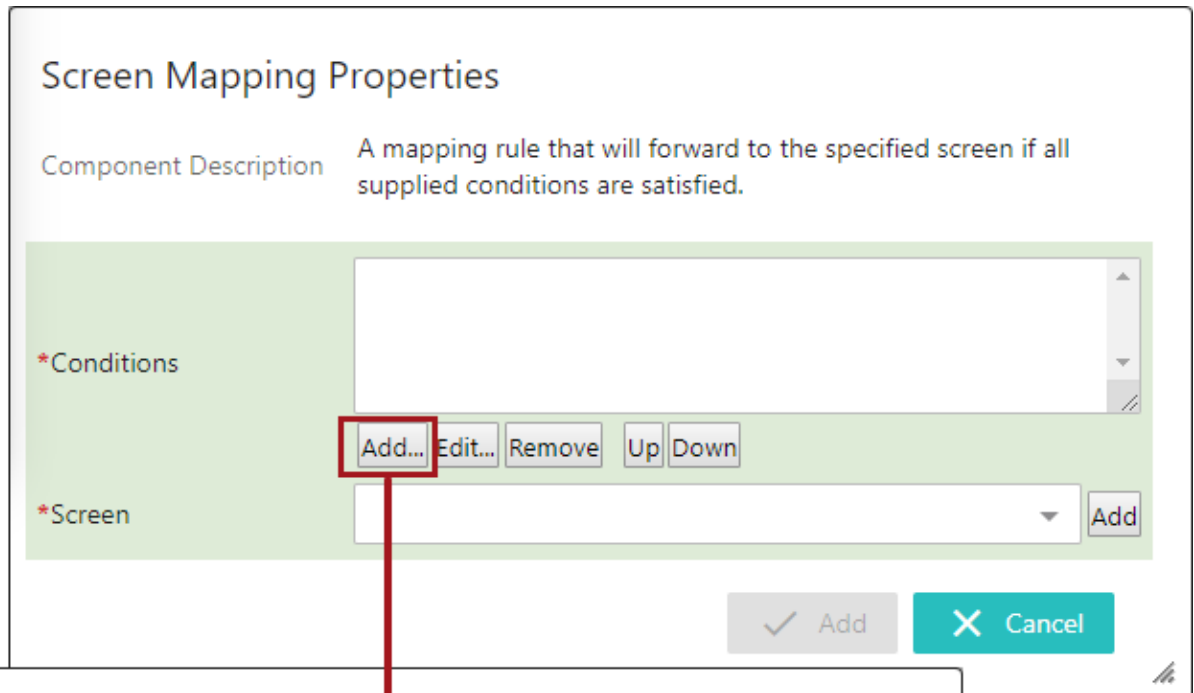 Screen Mapping Properties
Component Description
A mapping rule that will forward to the specified screen if all
supplied conditions are satisfied.
*Conditions
Add... Edit... Remove Up Down
*Screen
Add
Add Cancel